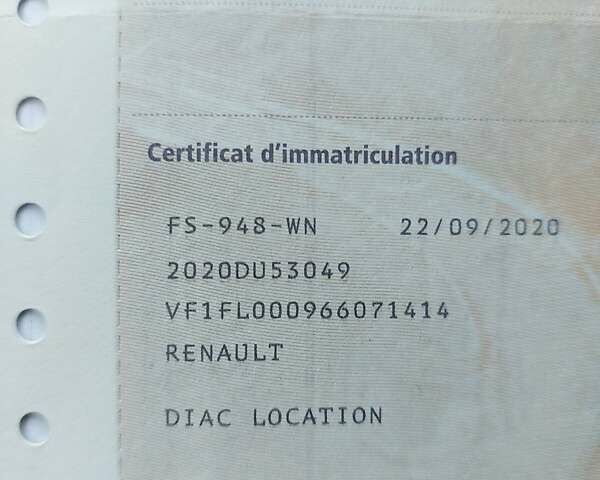 Certificat d'immatriculation
FS-948-WN 22/09/2020
2020DU53049
VF1FL000966071414
RENAULT
DIAC LOCATION